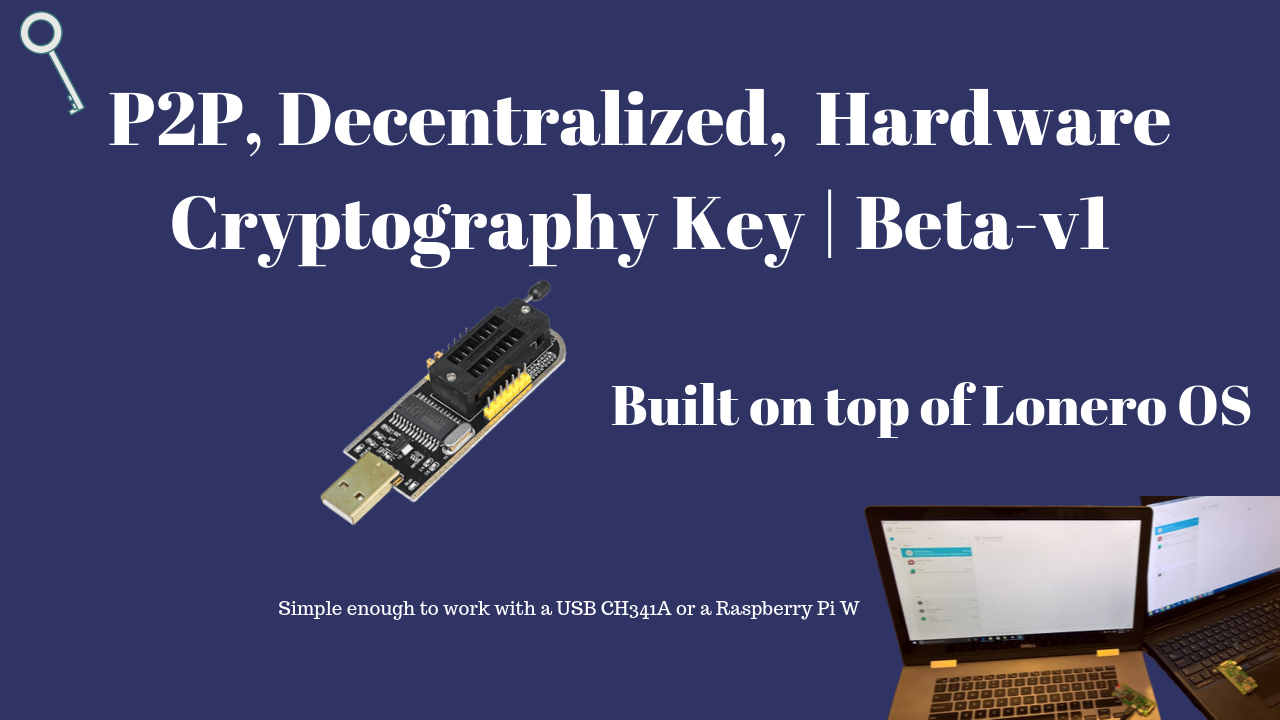 P2P, Decentralized, Hardware
Cryptography Key | Beta-v1
Built on top of Lonero OS
Simple enough to work with a USB CH341A or a Raspberry Pi W
DELL